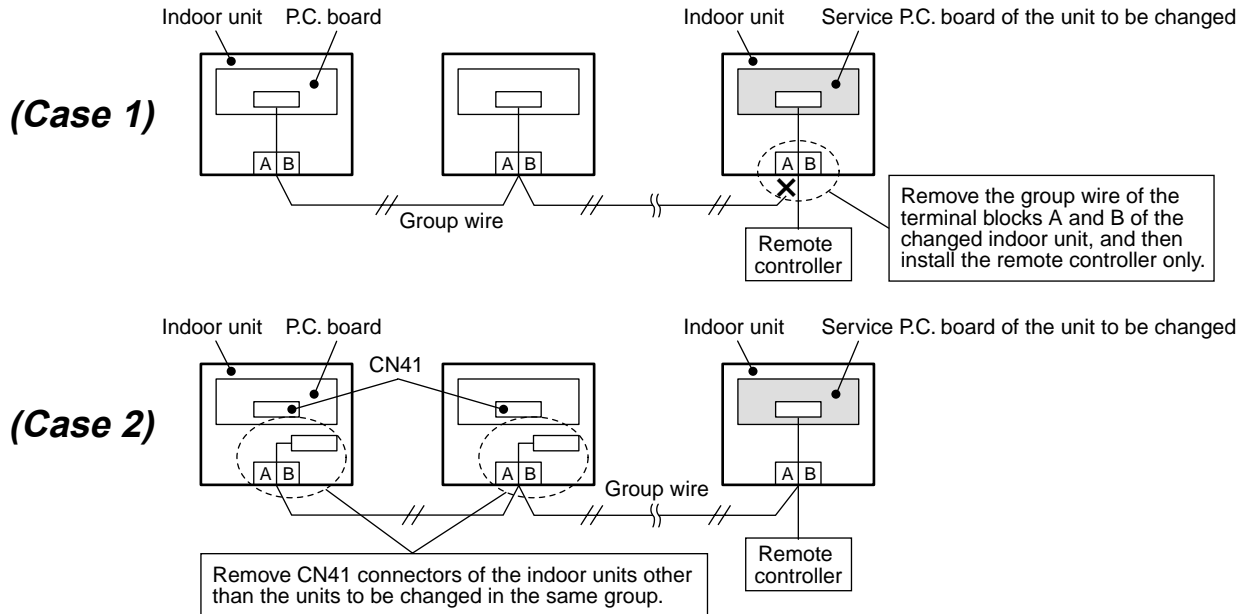 Indoor unit P.C. board
Indoor unit Service P.C. board of the unit to be changed
(Case 1)
A B
A B
A B
Group wire
Remote
controller
Remove the group wire of the
terminal blocks A and B of the
changed indoor unit, and then
install the remote controller only.
Indoor unit P.C. board
Indoor unit Service P.C. board of the unit to be changed
CN41
(Case 2)
A B
A B
A B
Group wire
Remote
controller
Remove CN41 connectors of the indoor units other
than the units to be changed in the same group.